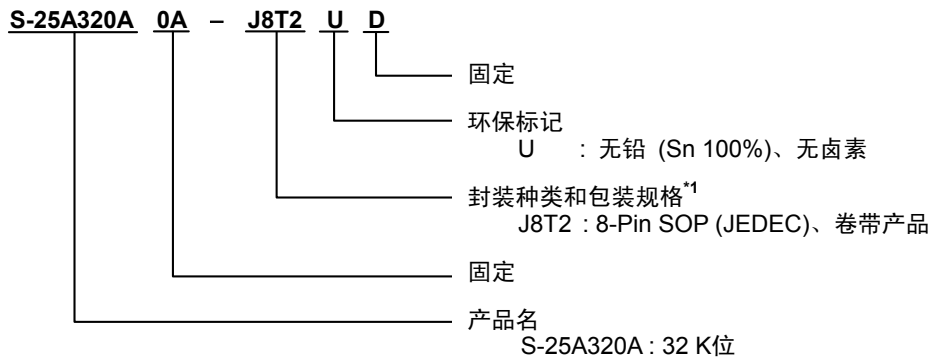 S-25A320A 0A – J8T2 U D
固定
环保标记
U : 无铅 (Sn 100%)、无卤素
封装种类和包装规格*1
J8T2 : 8-Pin SOP (JEDEC)、卷带产品
固定
产品名
S-25A320A : 32 K位